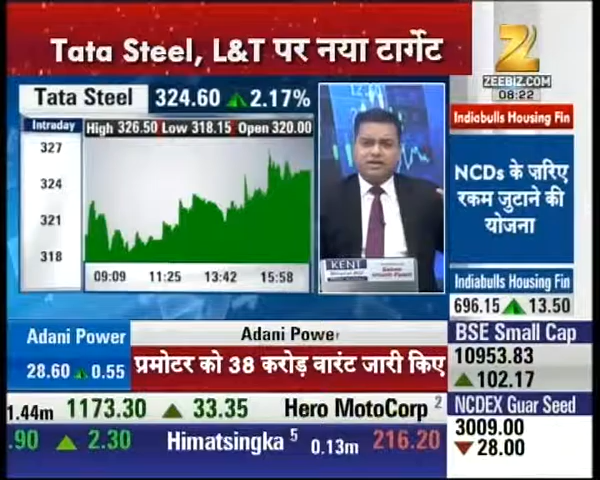 Tata Steel, L&T पर नया टार्गेट
Z
ZEEBIZ.COM
08:22
Tata Steel 324.60 2.17%
Intraday High 326.50 Low 318.15 Open 320.00
327
324
321
318
09:09 11:25 13:42 15:58
KENT
Indiabulls Housing Fin
NCDs के जरिए
रकम जुटाने की
योजना
Indiabulls Housing Fin
696.15 13.50
Adani Power
28.60 0.55
Adani Power
प्रमोटर को 38 करोड़ वारंट जारी किए
BSE Small Cap
10953.83
102.17
1.44m 1173.30 33.35 Hero MotoCorp 2
.90 2.30 Himatsingka 5 0.13m 216.20
NCDEX Guar Seed
3009.00
28.00